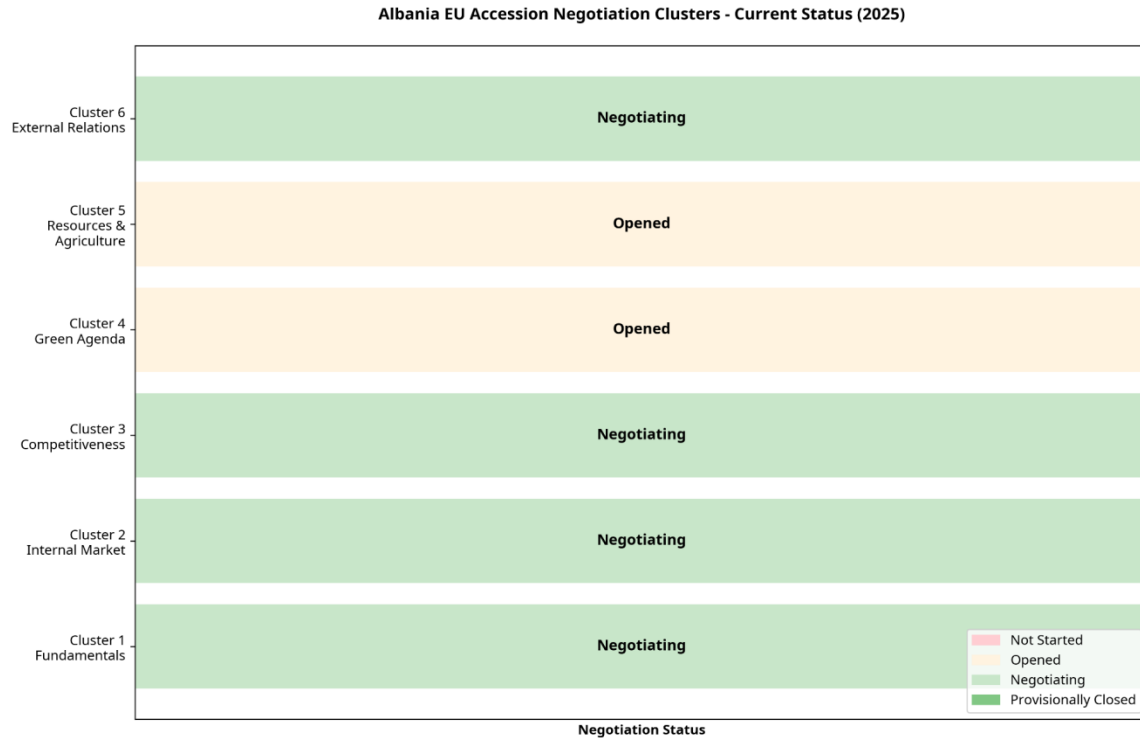 Albania EU Accession Negotiation Clusters - Current Status (2025)
Cluster 6
External Relations
Negotiating
Cluster 5
Resources &
Agriculture
Opened
Cluster 4
Green Agenda
Opened
Cluster 3
Competitiveness
Negotiating
Cluster 2
Internal Market
Negotiating
Cluster 1
Fundamentals
Negotiating
Not Started
Opened
Negotiating
Provisionally Closed
Negotiation Status